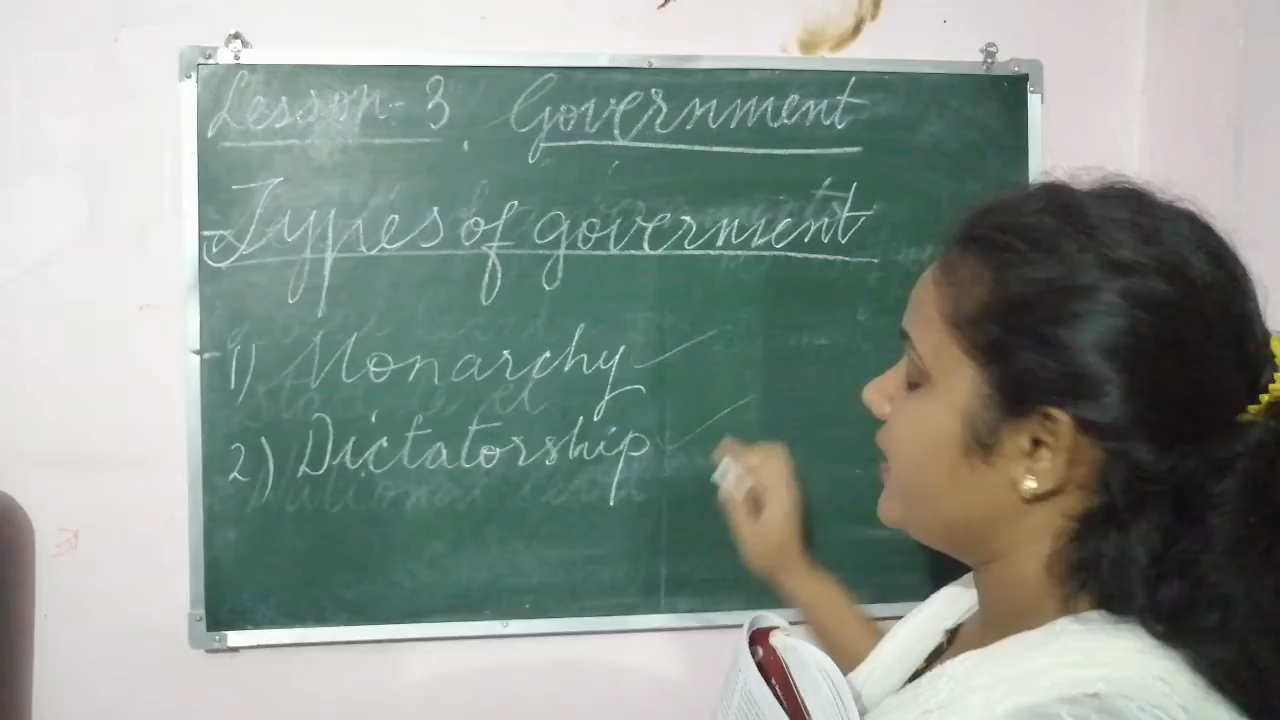 Lesson - 3. Government
Types of government
1) Monarchy
2) Dictatorship